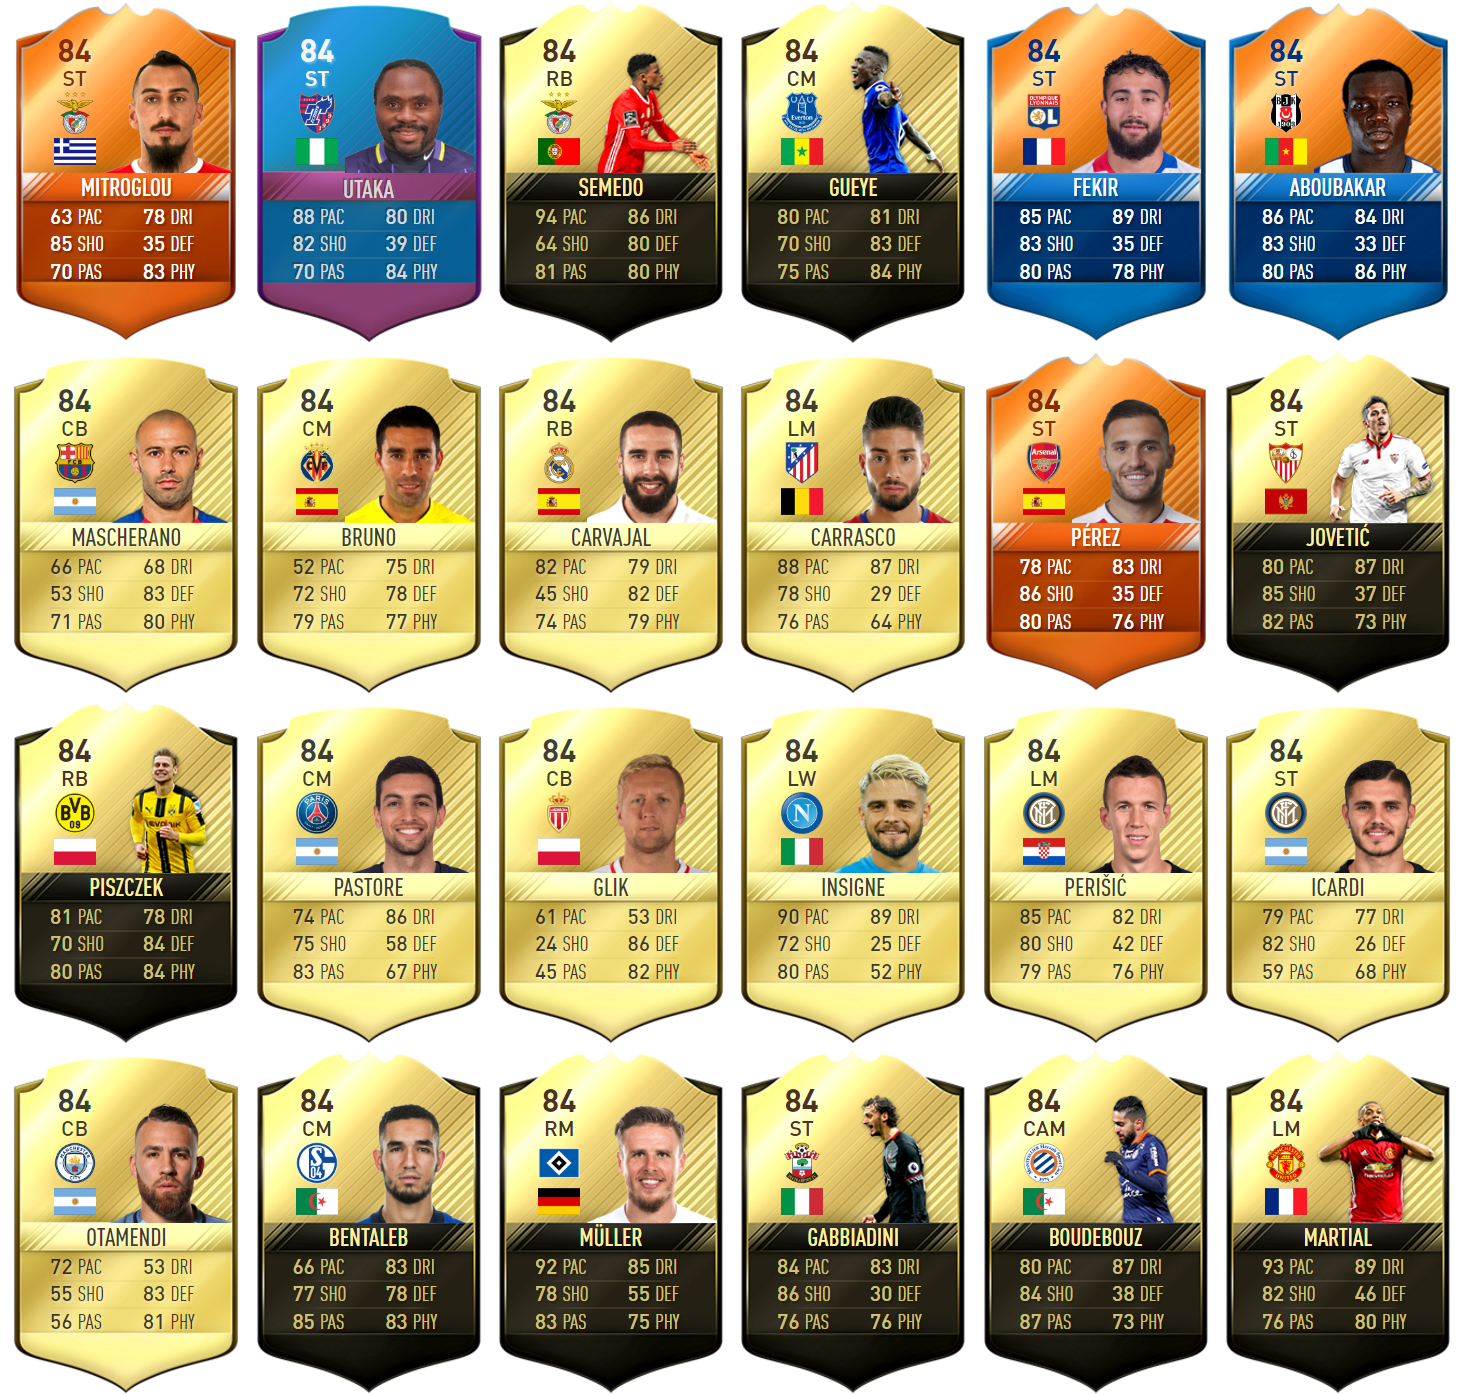 84 84 84 84 84 84
ST ST RB CM ST ST
Everton
OLYMPIQUE LYONNAIS
OL
BJK
1903
MITROGLOU UTAKA SEMEDO GUEYE FEKIR ABOUBAKAR
63 PAC 78 DRI 88 PAC 80 DRI 94 PAC 86 DRI 80 PAC 81 DRI 85 PAC 89 DRI 86 PAC 84 DRI
85 SHO 35 DEF 82 SHO 39 DEF 64 SHO 80 DEF 70 SHO 83 DEF 83 SHO 35 DEF 83 SHO 33 DEF
70 PAS 83 PHY 70 PAS 84 PHY 81 PAS 80 PHY 75 PAS 84 PHY 80 PAS 78 PHY 80 PAS 86 PHY
84 84 84 84 84 84
CB CM RB LM ST ST
FCB
Arsenal
MASCHERANO BRUNO CARVAJAL CARRASCO PÉREZ JOVETIĆ
66 PAC 68 DRI 52 PAC 75 DRI 82 PAC 79 DRI 88 PAC 87 DRI 78 PAC 83 DRI 80 PAC 87 DRI
53 SHO 83 DEF 72 SHO 78 DEF 45 SHO 82 DEF 78 SHO 29 DEF 86 SHO 35 DEF 85 SHO 37 DEF
71 PAS 80 PHY 79 PAS 77 PHY 74 PAS 79 PHY 76 PAS 64 PHY 80 PAS 76 PHY 82 PAS 73 PHY
84 84 84 84 84 84
RB CM CB LW LM ST
BVB
09
PARIS
N
PISZCZEK PASTORE GLIK INSIGNE PERIŠIĆ ICARDI
81 PAC 78 DRI 74 PAC 86 DRI 61 PAC 53 DRI 90 PAC 89 DRI 85 PAC 82 DRI 79 PAC 77 DRI
70 SHO 84 DEF 75 SHO 58 DEF 24 SHO 86 DEF 72 SHO 25 DEF 80 SHO 42 DEF 82 SHO 26 DEF
80 PAS 84 PHY 83 PAS 67 PHY 45 PAS 82 PHY 80 PAS 52 PHY 79 PAS 76 PHY 59 PAS 68 PHY
84 84 84 84 84 84
CB CM RM ST CAM LM
MANCHESTER
CITY
04
OTAMENDI BENTALEB MÜLLER GABBIADINI BOUDEBOUZ MARTIAL
72 PAC 53 DRI 66 PAC 83 DRI 92 PAC 85 DRI 84 PAC 83 DRI 80 PAC 87 DRI 93 PAC 89 DRI
55 SHO 83 DEF 77 SHO 78 DEF 78 SHO 55 DEF 86 SHO 30 DEF 84 SHO 38 DEF 82 SHO 46 DEF
56 PAS 81 PHY 85 PAS 83 PHY 83 PAS 75 PHY 76 PAS 76 PHY 87 PAS 73 PHY 76 PAS 80 PHY